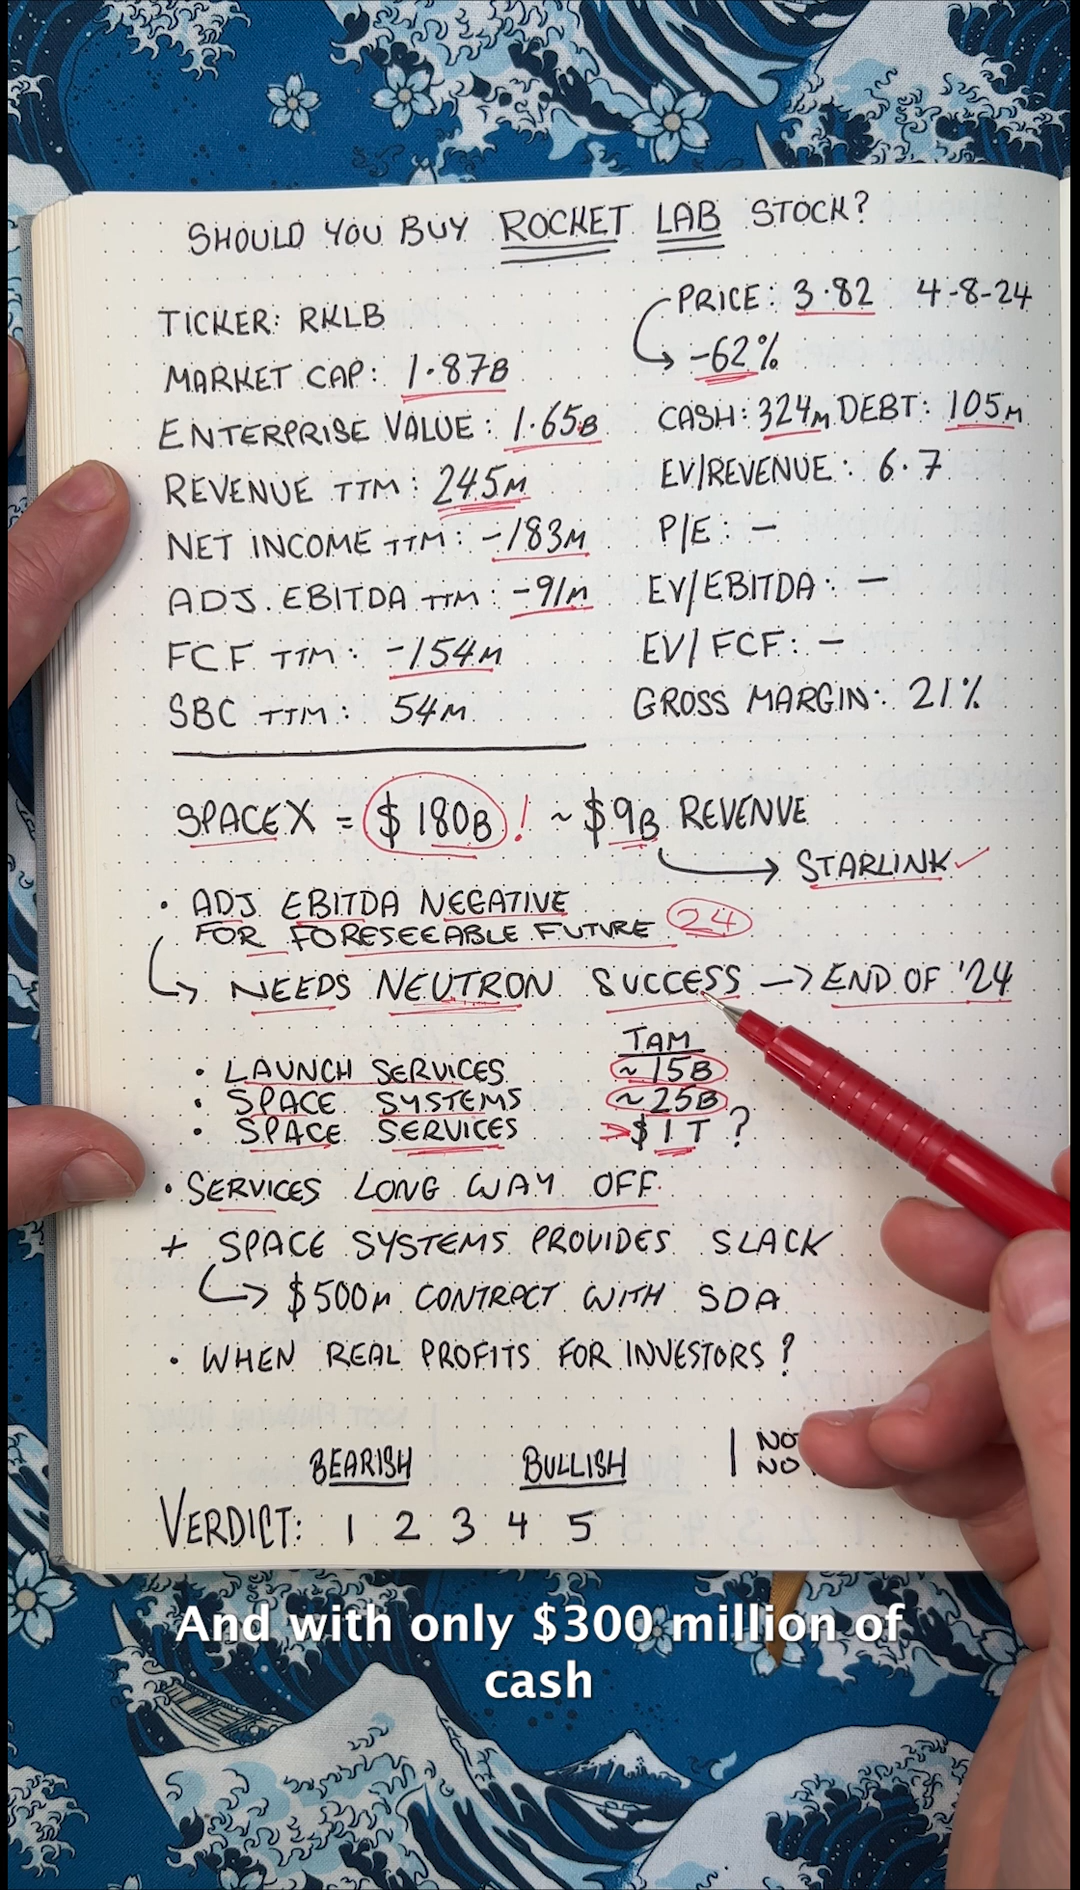 SHOULD YOU BUY ROCKET LAB STOCK?
TICKER: RKLB
MARKET CAP: 1.87B
ENTERPRISE VALUE: 1.65B
REVENUE TTM: 245M
NET INCOME TTM: -183M
ADJ. EBITDA TTM: -91M
FCF TTM: -154M
SBC TTM: 54M
PRICE: 3.82 4-8-24
-62%
CASH: 324M DEBT: 105M
EV/REVENUE: 6.7
P/E: -
EV/EBITDA: -
EV/FCF: -
GROSS MARGIN: 21%
SPACEX = $180B! ~$9B REVENUE
→ STARLINK ✓
• ADJ EBITDA NEGATIVE
FOR FORESEEABLE FUTURE 24
↳ NEEDS NEUTRON SUCCESS → END OF '24
TAM
• LAUNCH SERVICES ~15B
• SPACE SYSTEMS ~25B
• SPACE SERVICES > $1T?
• SERVICES LONG WAY OFF
+ SPACE SYSTEMS PROVIDES SLACK
↳ $500M CONTRACT WITH SDA
• WHEN REAL PROFITS FOR INVESTORS?
BEARISH BULLISH
VERDICT: 1 2 3 4 5
NO
NO
And with only $300 million of
cash